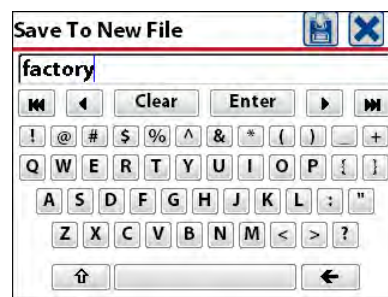 Save To New File
factory
Clear Enter
! @ # $ % ^ & * ( ) _ +
Q W E R T Y U I O P { }
A S D F G H J K L : "
Z X C V B N M < > ?